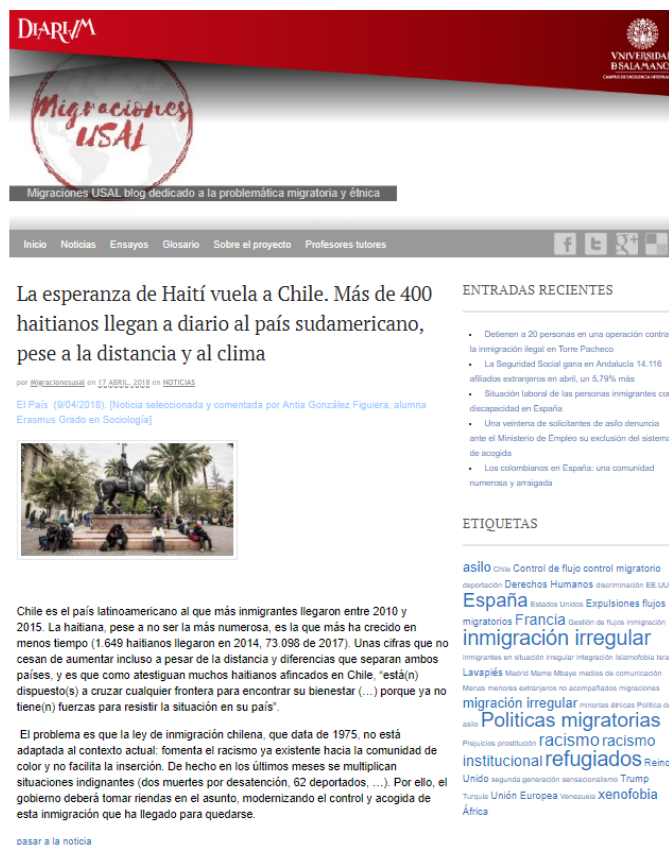 DIARIUM
VNIVERSIDAD
D SALAMANCA
CAMPUS DE EXCELENCIA INTERNACIONAL
Migraciones
USAL
Migraciones USAL blog dedicado a la problemática migratoria y étnica
Inicio Noticias Ensayos Glosario Sobre el proyecto Profesores tutores
La esperanza de Haití vuela a Chile. Más de 400
haitianos llegan a diario al país sudamericano,
pese a la distancia y al clima
por Migracionesusal en 17 ABRIL, 2018 en NOTICIAS
El País (9/04/2018). [Noticia seleccionada y comentada por Antia González Figuiera, alumna
Erasmus Grado en Sociología]
Chile es el país latinoamericano al que más inmigrantes llegaron entre 2010 y
2015. La haitiana, pese a no ser la más numerosa, es la que más ha crecido en
menos tiempo (1.649 haitianos llegaron en 2014, 73.098 de 2017). Unas cifras que no
cesan de aumentar incluso a pesar de la distancia y diferencias que separan ambos
países, y es que como atestiguan muchos haitianos afincados en Chile, “está(n)
dispuesto(s) a cruzar cualquier frontera para encontrar su bienestar (…) porque ya no
tiene(n) fuerzas para resistir la situación en su país”.
El problema es que la ley de inmigración chilena, que data de 1975, no está
adaptada al contexto actual: fomenta el racismo ya existente hacia la comunidad de
color y no facilita la inserción. De hecho en los últimos meses se multiplican
situaciones indignantes (dos muertes por desatención, 62 deportados, …). Por ello, el
gobierno deberá tomar riendas en el asunto, modernizando el control y acogida de
esta inmigración que ha llegado para quedarse.
pasar a la noticia
ENTRADAS RECIENTES
Detienen a 20 personas en una operación contra
la inmigración ilegal en Torre Pacheco
La Seguridad Social gana en Andalucía 14.116
afiliados extranjeros en abril, un 5,79% más
Situación laboral de las personas inmigrantes con
discapacidad en España
Una veintena de solicitantes de asilo denuncia
ante el Ministerio de Empleo su exclusión del sistema
de acogida
Los colombianos en España: una comunidad
numerosa y arraigada
ETIQUETAS
asilo Chile Control de flujo control migratorio
deportación Derechos Humanos discriminación EE.UU
España Estados Unidos Expulsiones flujos
migratorios Francia Gestión de flujos inmigración
inmigración irregular
inmigrantes en situación irregular integración Islamofobia Isra
Lavapiés Madrid Mame Mbaye medios de comunicación
Menas menores extranjeros no acompañados migraciones
migración irregular minorías étnicas Política de
asilo Politicas migratorias
Prejuicios prostitución racismo racismo
institucional refugiados Reino
Unido segunda generación sensacionalismo Trump
Turquía Unión Europea Venezuela xenofobia
África